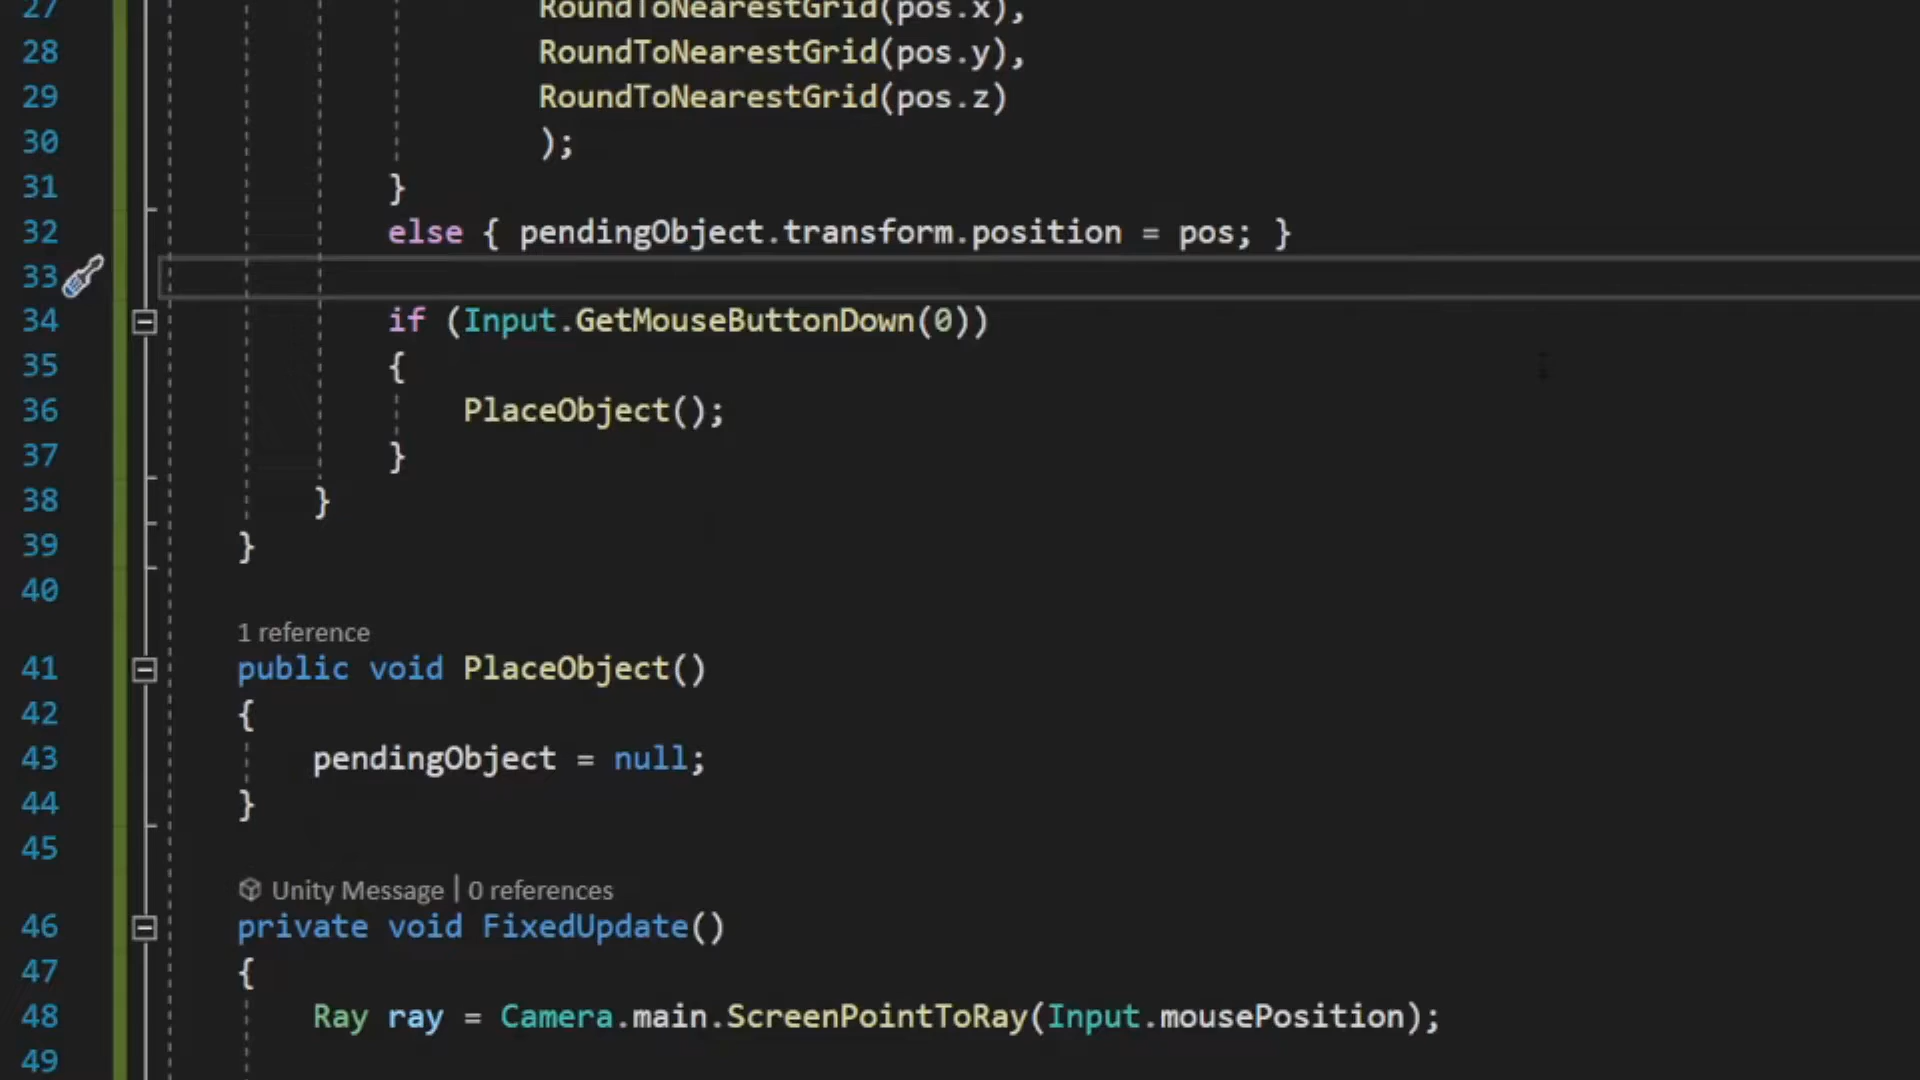 27 RoundToNearestGrid(pos.x),
28 RoundToNearestGrid(pos.y),
29 RoundToNearestGrid(pos.z)
30 );
31 }
32 else { pendingObject.transform.position = pos; }
33
34 if (Input.GetMouseButtonDown(0))
35 {
36 PlaceObject();
37 }
38 }
39 }
40
1 reference
41 public void PlaceObject()
42 {
43 pendingObject = null;
44 }
45
Unity Message | 0 references
46 private void FixedUpdate()
47 {
48 Ray ray = Camera.main.ScreenPointToRay(Input.mousePosition);
49